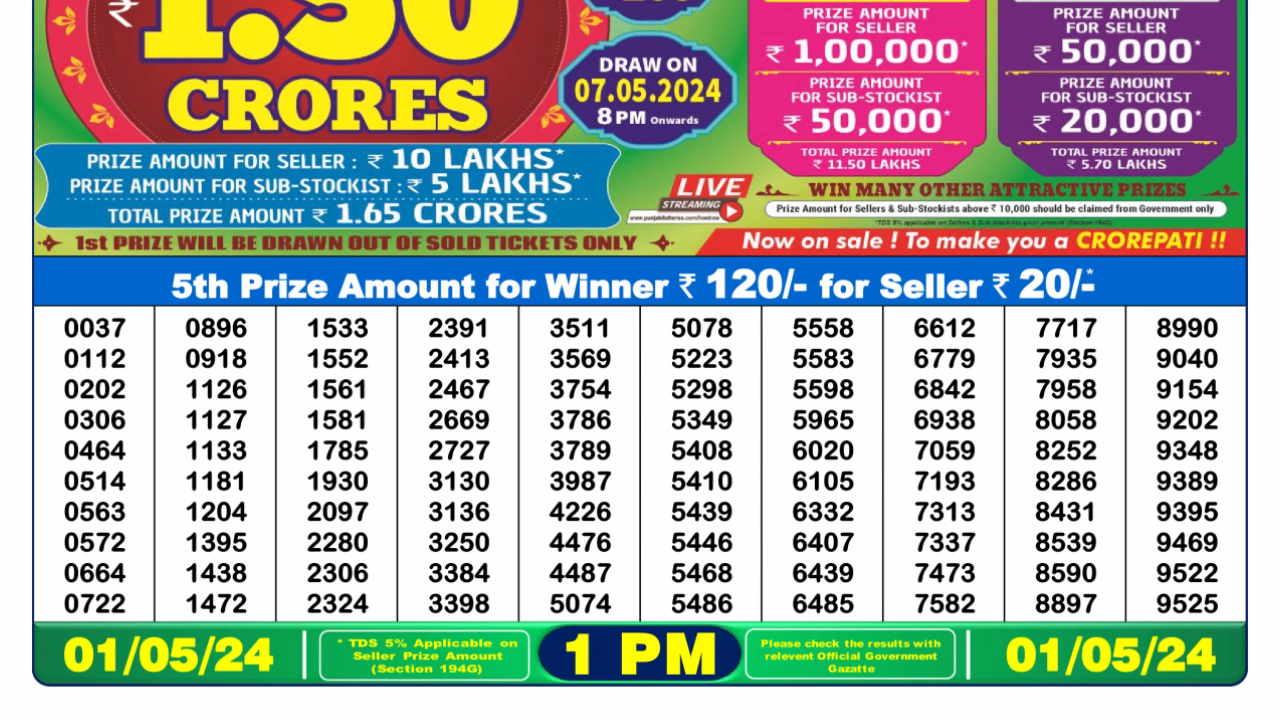 ₹ 1.50
CRORES
DRAW ON
07.05.2024
8 PM Onwards
PRIZE AMOUNT
FOR SELLER
₹ 1,00,000*
PRIZE AMOUNT
FOR SUB-STOCKIST
₹ 50,000*
TOTAL PRIZE AMOUNT
₹ 11.50 LAKHS
PRIZE AMOUNT
FOR SELLER
₹ 50,000*
PRIZE AMOUNT
FOR SUB-STOCKIST
₹ 20,000*
TOTAL PRIZE AMOUNT
₹ 5.70 LAKHS
PRIZE AMOUNT FOR SELLER : ₹ 10 LAKHS*
PRIZE AMOUNT FOR SUB-STOCKIST : ₹ 5 LAKHS*
TOTAL PRIZE AMOUNT ₹ 1.65 CRORES
LIVE
STREAMING
WIN MANY OTHER ATTRACTIVE PRIZES
Prize Amount for Sellers & Sub-Stockists above ₹ 10,000 should be claimed from Government only
1st PRIZE WILL BE DRAWN OUT OF SOLD TICKETS ONLY
Now on sale ! To make you a CROREPATI !!
5th Prize Amount for Winner ₹ 120/- for Seller ₹ 20/-*
0037 0896 1533 2391 3511 5078 5558 6612 7717 8990
0112 0918 1552 2413 3569 5223 5583 6779 7935 9040
0202 1126 1561 2467 3754 5298 5598 6842 7958 9154
0306 1127 1581 2669 3786 5349 5965 6938 8058 9202
0464 1133 1785 2727 3789 5408 6020 7059 8252 9348
0514 1181 1930 3130 3987 5410 6105 7193 8286 9389
0563 1204 2097 3136 4226 5439 6332 7313 8431 9395
0572 1395 2280 3250 4476 5446 6407 7337 8539 9469
0664 1438 2306 3384 4487 5468 6439 7473 8590 9522
0722 1472 2324 3398 5074 5486 6485 7582 8897 9525
01/05/24
* TDS 5% Applicable on
Seller Prize Amount
(Section 194G)
1 PM
Please check the results with
relevent Official Government
Gazatte
01/05/24